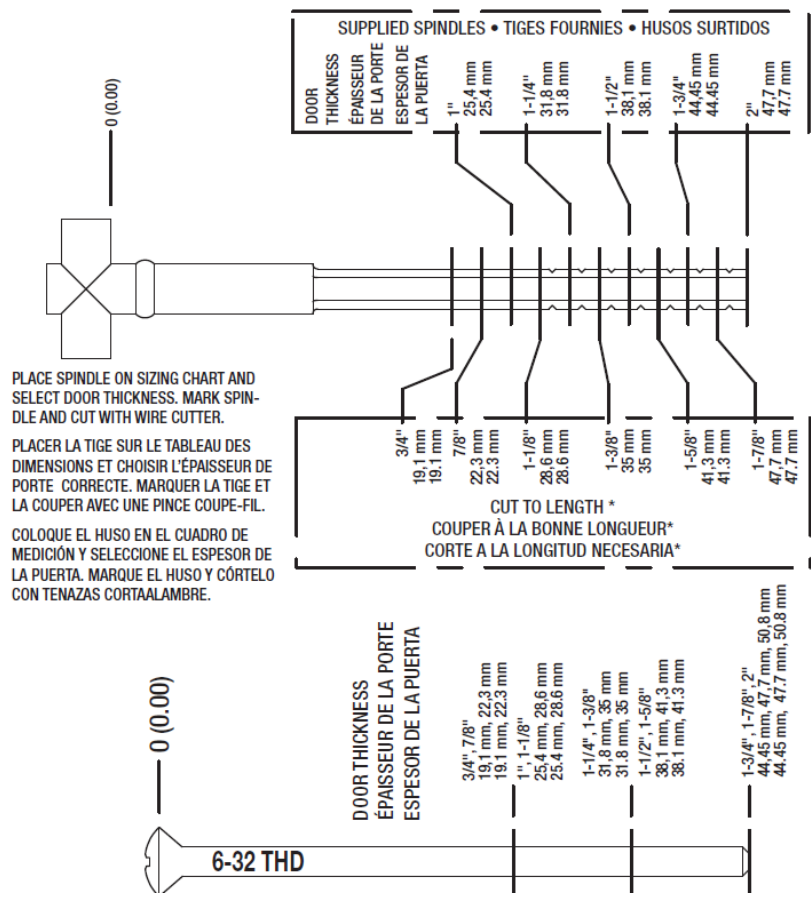 SUPPLIED SPINDLES • TIGES FOURNIES • HUSOS SURTIDOS
DOOR
THICKNESS
ÉPAISSEUR
DE LA PORTE
ESPESOR DE
LA PUERTA
1"
25,4 mm
25.4 mm
1-1/4"
31,8 mm
31.8 mm
1-1/2"
38,1 mm
38.1 mm
1-3/4"
44,45 mm
44.45 mm
2"
47,7 mm
47.7 mm
0 (0.00)
PLACE SPINDLE ON SIZING CHART AND
SELECT DOOR THICKNESS. MARK SPIN-
DLE AND CUT WITH WIRE CUTTER.
PLACER LA TIGE SUR LE TABLEAU DES
DIMENSIONS ET CHOISIR L'ÉPAISSEUR DE
PORTE CORRECTE. MARQUER LA TIGE ET
LA COUPER AVEC UNE PINCE COUPE-FIL.
COLOQUE EL HUSO EN EL CUADRO DE
MEDICIÓN Y SELECCIONE EL ESPESOR DE
LA PUERTA. MARQUE EL HUSO Y CÓRTELO
CON TENAZAS CORTAALAMBRE.
3/4"
19,1 mm
19.1 mm
7/8"
22,3 mm
22.3 mm
1-1/8"
28,6 mm
28.6 mm
1-3/8"
35 mm
35 mm
1-5/8"
41,3 mm
41.3 mm
1-7/8"
47,7 mm
47.7 mm
CUT TO LENGTH *
COUPER À LA BONNE LONGUEUR*
CORTE A LA LONGITUD NECESARIA*
0 (0.00)
DOOR THICKNESS
ÉPAISSEUR DE LA PORTE
ESPESOR DE LA PUERTA
3/4", 7/8"
19,1 mm, 22,3 mm
19.1 mm, 22.3 mm
1", 1-1/8"
25,4 mm, 28,6 mm
25.4 mm, 28.6 mm
1-1/4", 1-3/8"
31,8 mm, 35 mm
31.8 mm, 35 mm
1-1/2", 1-5/8"
38,1 mm, 41,3 mm
38.1 mm, 41.3 mm
1-3/4", 1-7/8", 2"
44,45 mm, 47,7 mm, 50,8 mm
44.45 mm, 47.7 mm, 50.8 mm
6-32 THD